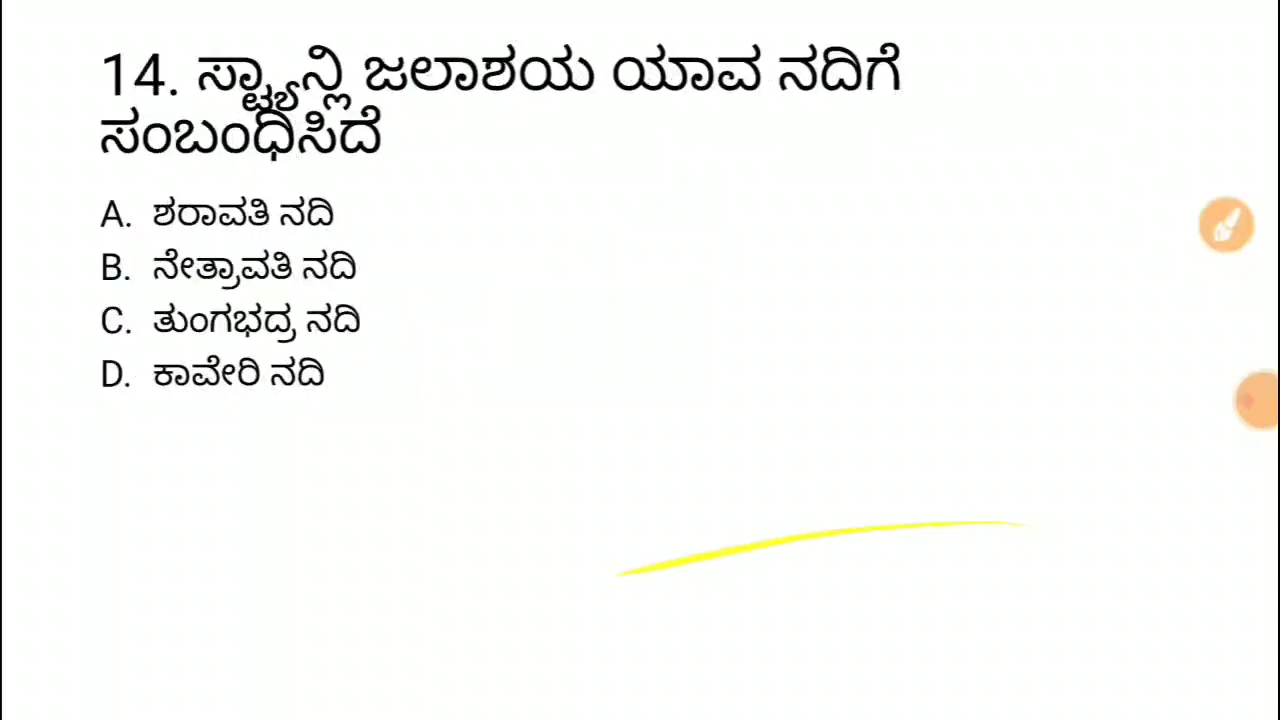 14. ಸ್ಟ್ಯಾನ್ಲಿ ಜಲಾಶಯ ಯಾವ ನದಿಗೆ
ಸಂಬಂಧಿಸಿದೆ
A. ಶರಾವತಿ ನದಿ
B. ನೇತ್ರಾವತಿ ನದಿ
C. ತುಂಗಭದ್ರ ನದಿ
D. ಕಾವೇರಿ ನದಿ